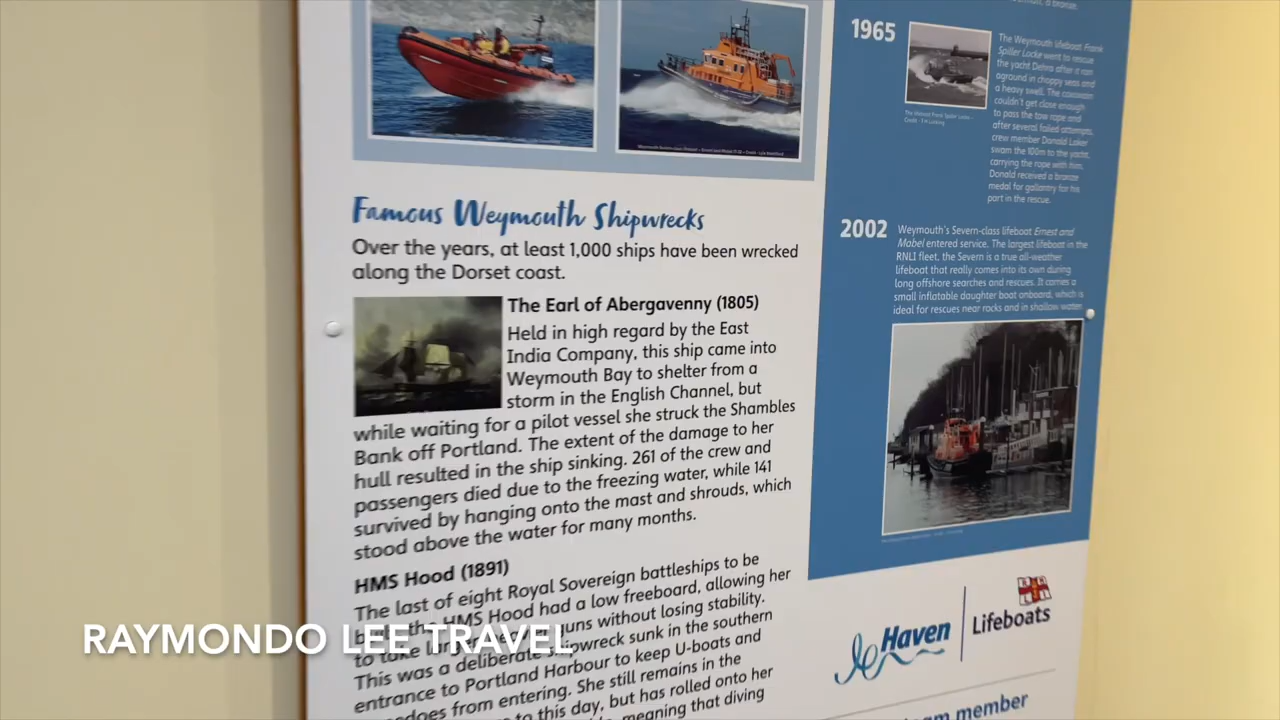 Famous Weymouth Shipwrecks
Over the years, at least 1,000 ships have been wrecked
along the Dorset coast.
The Earl of Abergavenny (1805)
Held in high regard by the East
India Company, this ship came into
Weymouth Bay to shelter from a
storm in the English Channel, but
while waiting for a pilot vessel she struck the Shambles
Bank off Portland. The extent of the damage to her
hull resulted in the ship sinking. 261 of the crew and
passengers died due to the freezing water, while 141
survived by hanging onto the mast and shrouds, which
stood above the water for many months.
HMS Hood (1891)
The last of eight Royal Sovereign battleships to be
the HMS Hood had a low freeboard, allowing her
to take guns without losing stability.
This was a deliberate shipwreck sunk in the southern
entrance to Portland Harbour to keep U-boats and
from entering. She still remains in the
to this day, but has rolled onto her
meaning that diving
1965
The Weymouth lifeboat Frank
Spiller Locke went to rescue
the yacht Dehra after it ran
aground in choppy seas and
a heavy swell. The coxswain
couldn't get close enough
to pass the tow rope and
after several failed attempts,
crew member Donald Laker
swam the 100m to the yacht,
carrying the rope with him.
Donald received a bronze
medal for gallantry for his
part in the rescue.
2002
Weymouth's Severn-class lifeboat Ernest and
Mabel entered service. The largest lifeboat in the
RNLI fleet, the Severn is a true all-weather
lifeboat that really comes into its own during
long offshore searches and rescues. It carries a
small inflatable daughter boat onboard, which is
ideal for rescues near rocks and in shallow water.
Haven
Lifeboats
member
RAYMONDO LEE TRAVEL